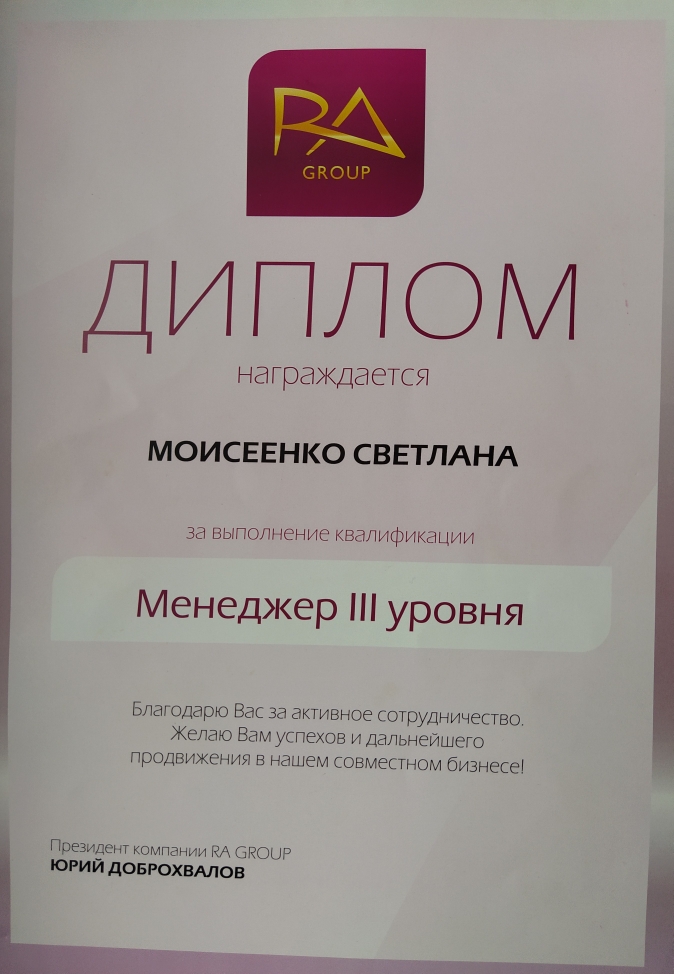 RA
GROUP
ДИПЛОМ
награждается
МОИСЕЕНКО СВЕТЛАНА
за выполнение квалификации
Менеджер III уровня
Благодарю Вас за активное сотрудничество.
Желаю Вам успехов и дальнейшего
продвижения в нашем совместном бизнесе!
Президент компании RA GROUP
ЮРИЙ ДОБРОХВАЛОВ